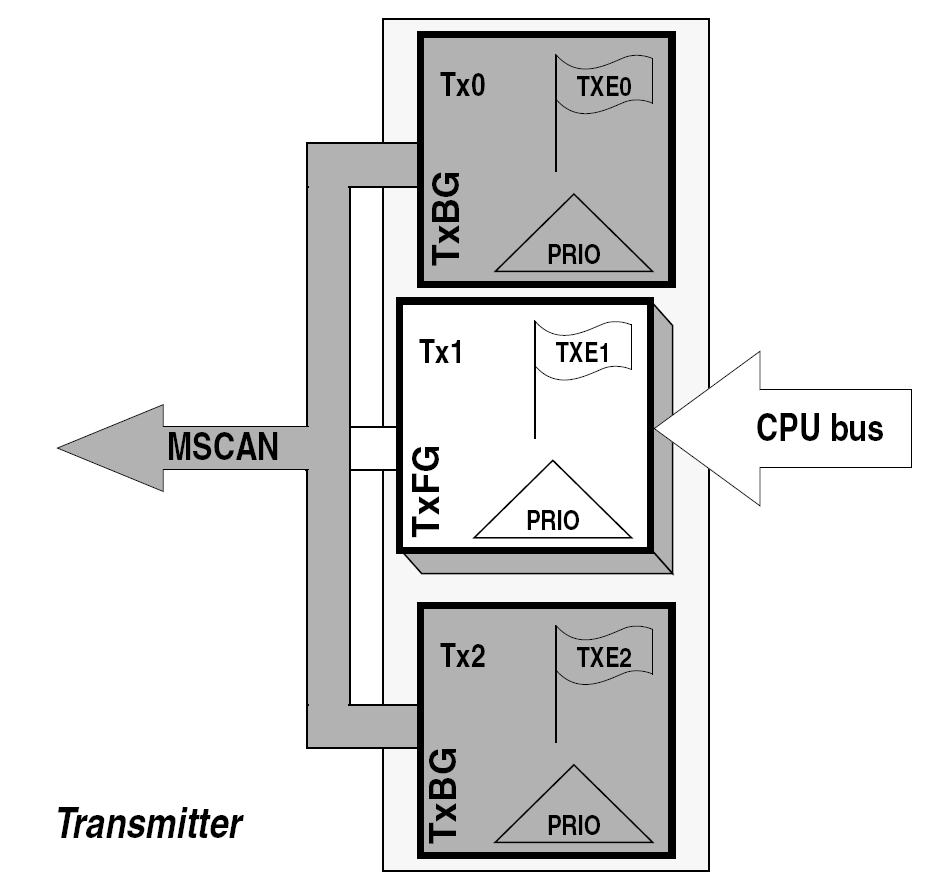 Tx0
TXE0
TxBG
PRIO
Tx1
TXE1
TxFG
PRIO
MSCAN
CPU bus
Tx2
TXE2
TxBG
PRIO
Transmitter